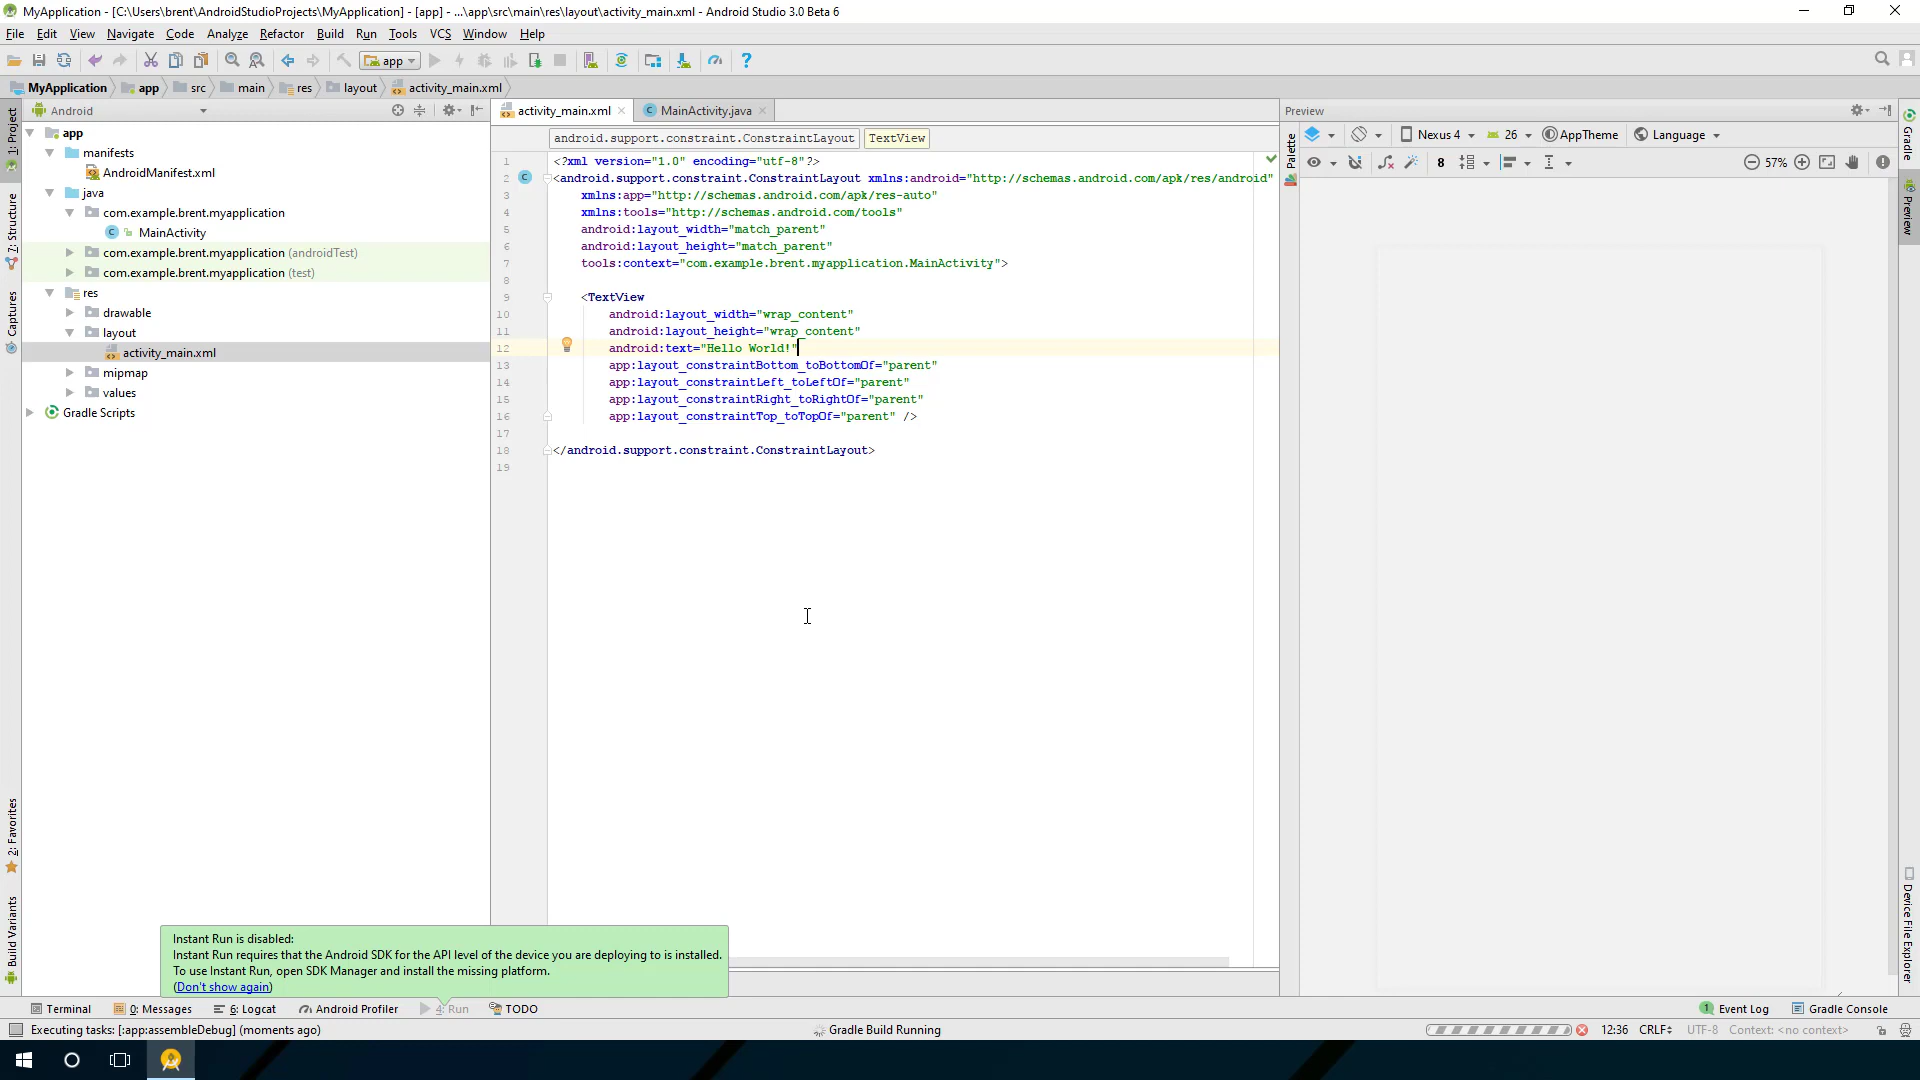 MyApplication - [C:\Users\brent\AndroidStudioProjects\MyApplication] - [app] - ...\app\src\main\res\layout\activity_main.xml - Android Studio 3.0 Beta 6
File Edit View Navigate Code Analyze Refactor Build Run Tools VCS Window Help
app
MyApplication app src main res layout activity_main.xml
1: Project
7: Structure
Captures
2: Favorites
Build Variants
Android
app
manifests
AndroidManifest.xml
java
com.example.brent.myapplication
MainActivity
com.example.brent.myapplication (androidTest)
com.example.brent.myapplication (test)
res
drawable
layout
activity_main.xml
mipmap
values
Gradle Scripts
activity_main.xml MainActivity.java
android.support.constraint.ConstraintLayout TextView
1 <?xml version="1.0" encoding="utf-8"?>
2 <android.support.constraint.ConstraintLayout xmlns:android="http://schemas.android.com/apk/res/android"
3 xmlns:app="http://schemas.android.com/apk/res-auto"
4 xmlns:tools="http://schemas.android.com/tools"
5 android:layout_width="match_parent"
6 android:layout_height="match_parent"
7 tools:context="com.example.brent.myapplication.MainActivity">
8
9 <TextView
10 android:layout_width="wrap_content"
11 android:layout_height="wrap_content"
12 android:text="Hello World!"
13 app:layout_constraintBottom_toBottomOf="parent"
14 app:layout_constraintLeft_toLeftOf="parent"
15 app:layout_constraintRight_toRightOf="parent"
16 app:layout_constraintTop_toTopOf="parent" />
17
18 </android.support.constraint.ConstraintLayout>
19
Preview
Palette
Nexus 4 26 AppTheme Language
8 57%
Gradle
Preview
Device File Explorer
Instant Run is disabled:
Instant Run requires that the Android SDK for the API level of the device you are deploying to is installed.
To use Instant Run, open SDK Manager and install the missing platform.
(Don't show again)
Terminal 0: Messages 6: Logcat Android Profiler 4: Run TODO 1 Event Log Gradle Console
Executing tasks: [:app:assembleDebug] (moments ago) Gradle Build Running 12:36 CRLF UTF-8 Context: <no context>